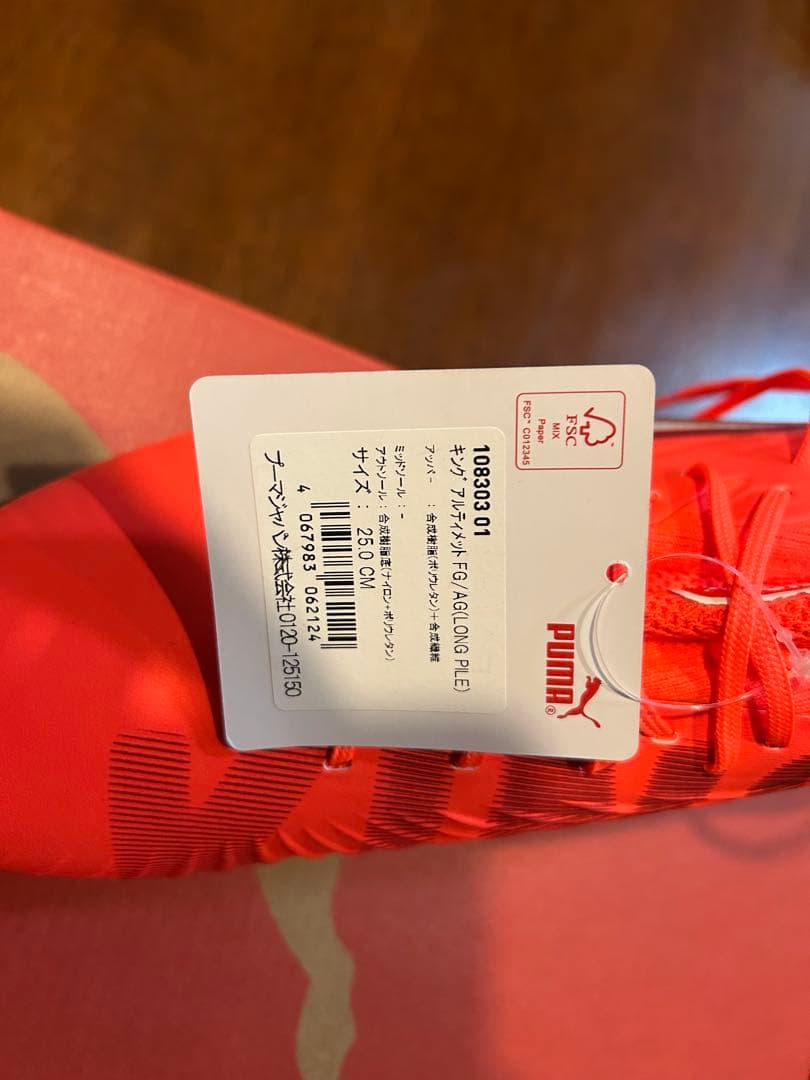 FSC
MIX
Paper
FSC™ C012345
PUMA®
108303 01
キング アルティメット FG/AG(LONG PILE)
アッパー : 合成樹脂(ポリウレタン)+合成繊維
ミッドソール : -
アウトソール : 合成樹脂底(ナイロン+ポリウレタン)
サイズ : 25.0 CM
4 067983 062124
プーマジャパン株式会社0120-125150